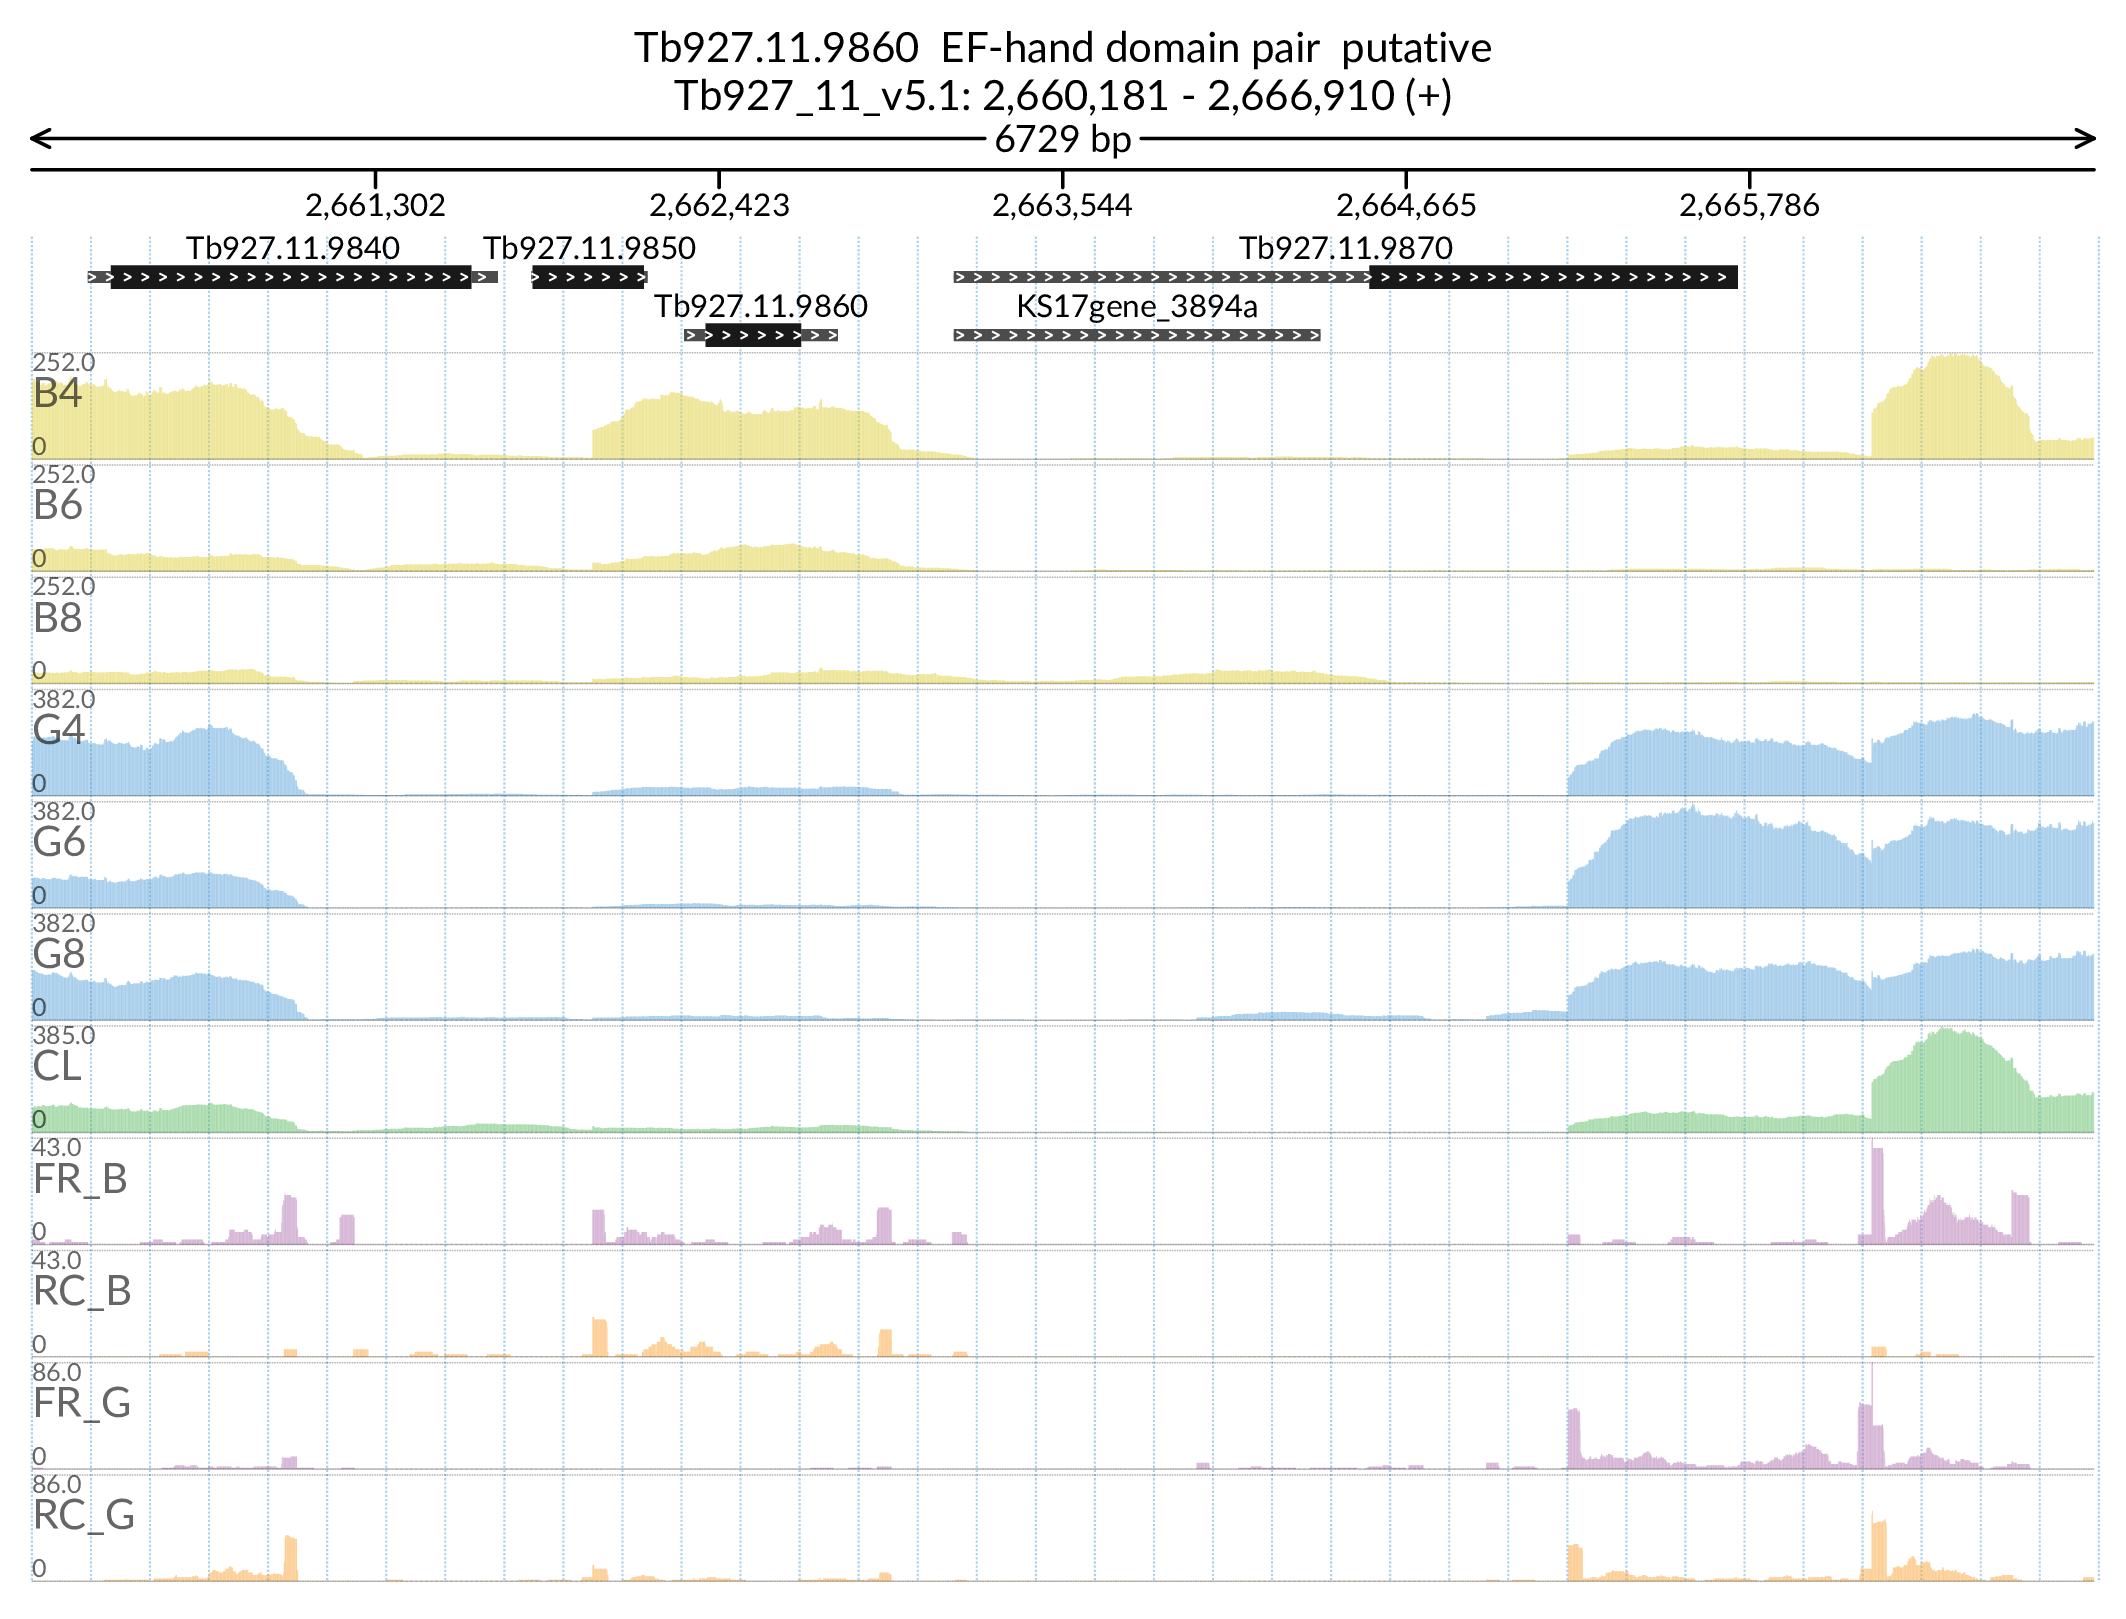 Tb927.11.9860 EF-hand domain pair putative
Tb927_11_v5.1: 2,660,181 - 2,666,910 (+)
6729 bp
2,661,302 2,662,423 2,663,544 2,664,665 2,665,786
Tb927.11.9840 Tb927.11.9850 Tb927.11.9870
Tb927.11.9860 KS17gene_3894a
252.0
B4
0
252.0
B6
0
252.0
B8
0
382.0
G4
0
382.0
G6
0
382.0
G8
0
385.0
CL
0
43.0
FR_B
0
43.0
RC_B
0
86.0
FR_G
0
86.0
RC_G
0